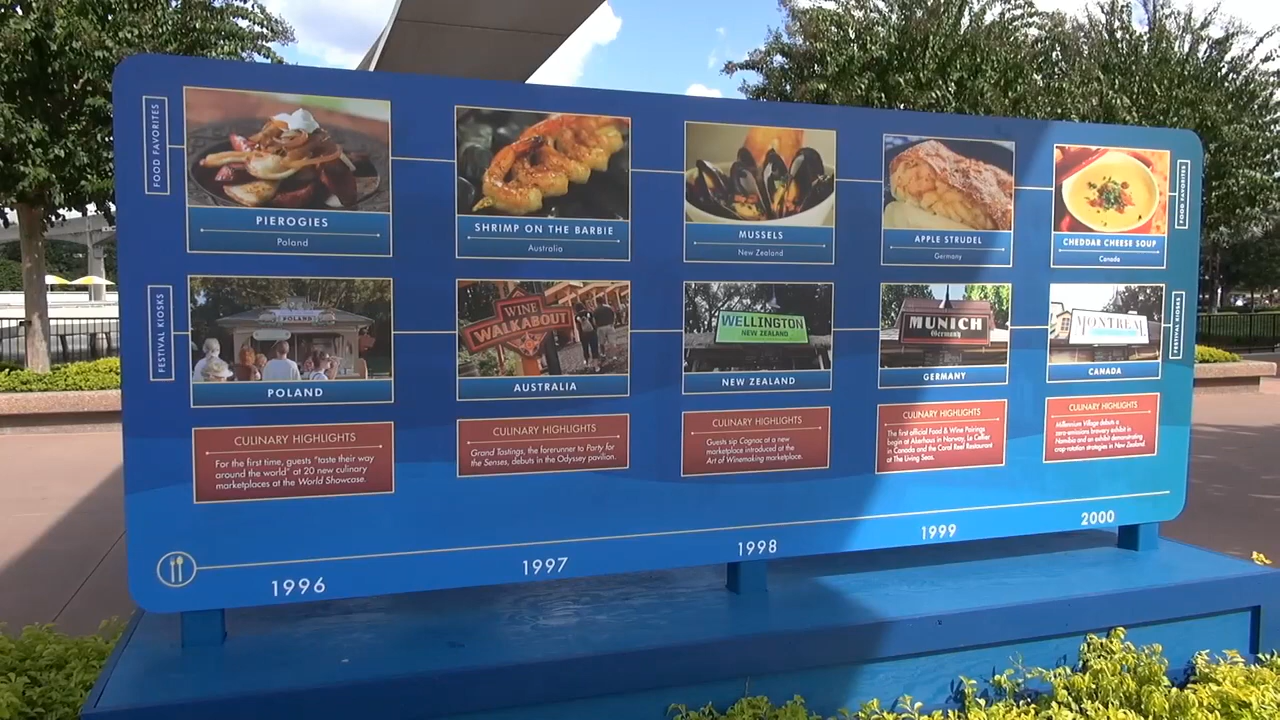 FOOD FAVORITES
PIEROGIES
Poland
SHRIMP ON THE BARBIE
Australia
MUSSELS
New Zealand
APPLE STRUDEL
Germany
CHEDDAR CHEESE SOUP
Canada
FOOD FAVORITES
FESTIVAL KIOSKS
POLAND
POLAND
WINE
WALKABOUT
AUSTRALIA
WELLINGTON
NEW ZEALAND
NEW ZEALAND
MUNICH
Germany
GERMANY
MONTREAL
CANADA
FESTIVAL KIOSKS
CULINARY HIGHLIGHTS
For the first time, guests "taste their way
around the world" at 20 new culinary
marketplaces at the World Showcase.
CULINARY HIGHLIGHTS
Grand Tastings, the forerunner to Party for
the Senses, debuts in the Odyssey pavilion.
CULINARY HIGHLIGHTS
Guests sip Cognac at a new
marketplace introduced at the
Art of Winemaking marketplace.
CULINARY HIGHLIGHTS
The first official Food & Wine Pairings
begin at Akershus in Norway, Le Cellier
in Canada and the Coral Reef Restaurant
at The Living Seas.
CULINARY HIGHLIGHTS
Millennium Village debuts a
zero-emissions brewery exhibit in
Namibia and an exhibit demonstrating
crop-rotation strategies in New Zealand.
1996
1997
1998
1999
2000